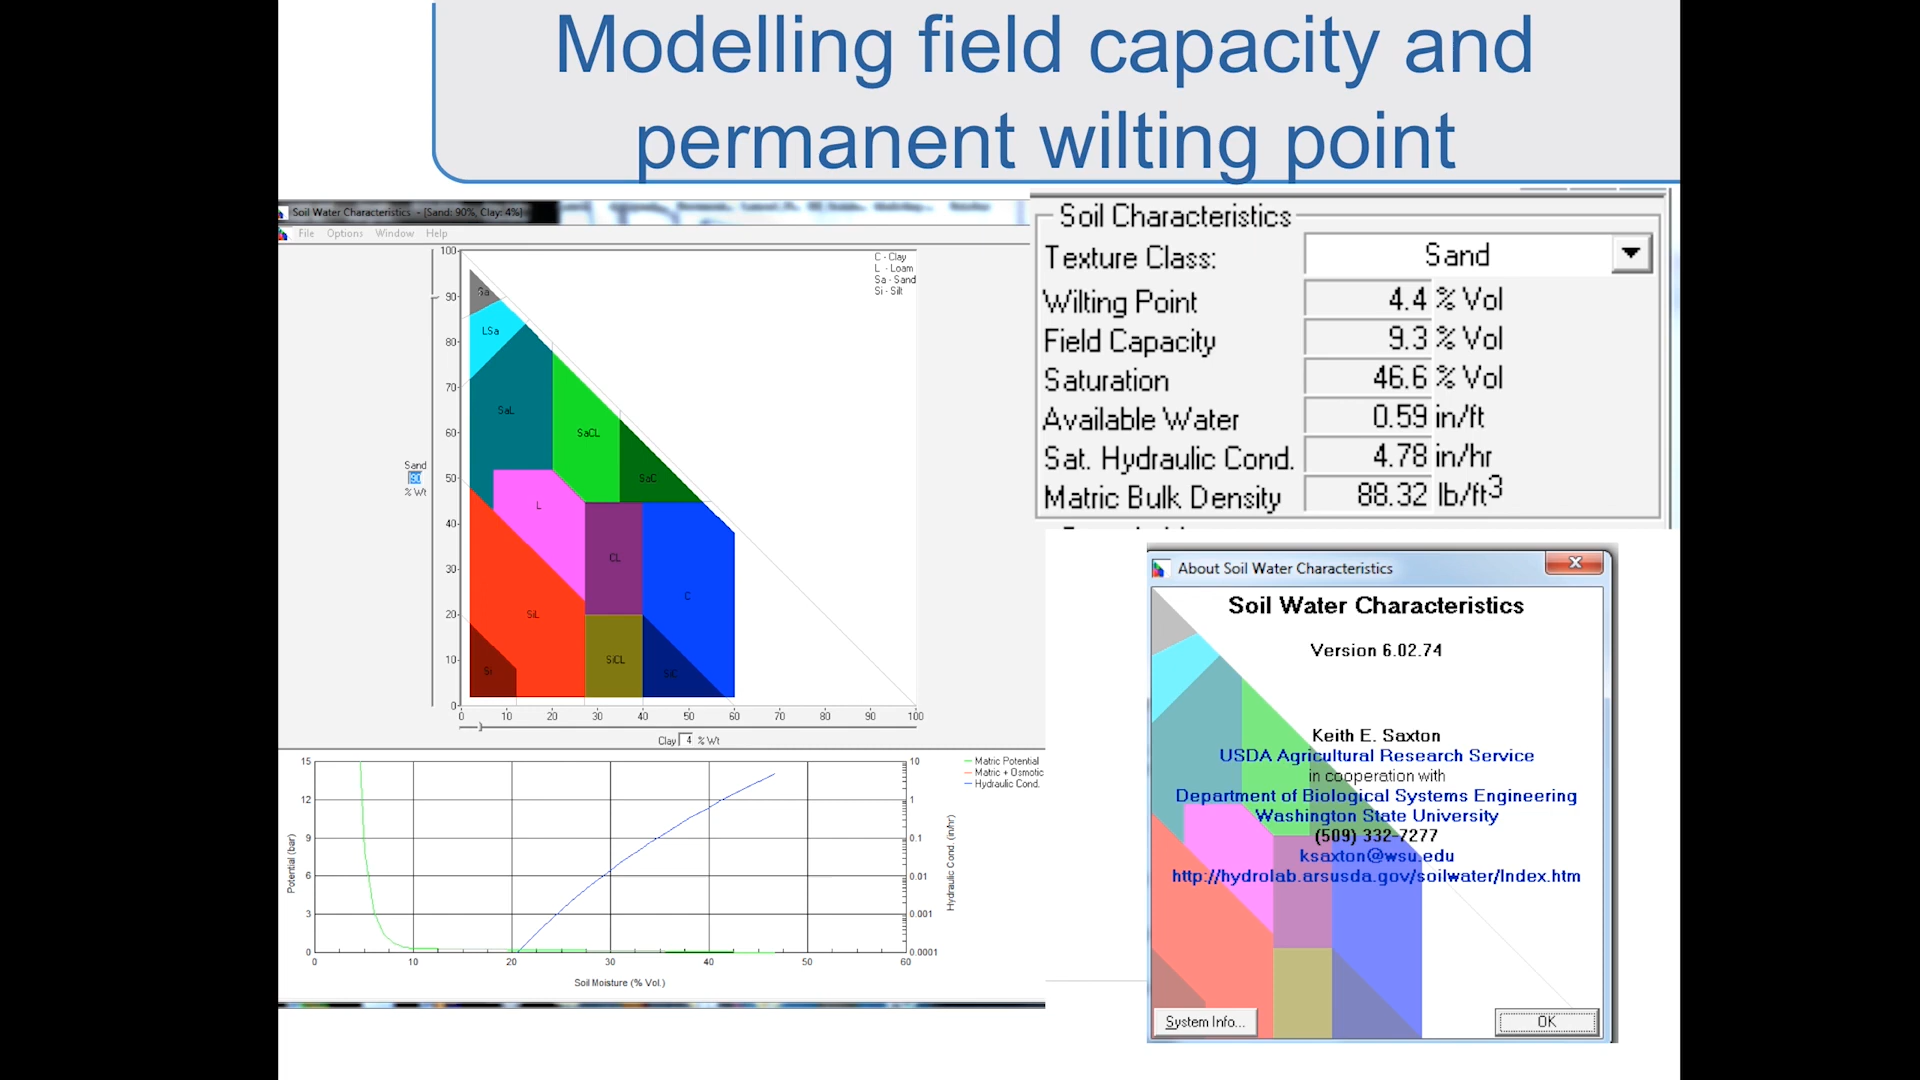 Modelling field capacity and
permanent wilting point
Soil Water Characteristics - [Sand: 90%, Clay: 4%]
File Options Window Help
C - Clay
L - Loam
Sa - Sand
Si - Silt
100
90
80
70
60
50
40
30
20
10
0
Sand
90
% Wt
Sa
LSa
SaL
SaCL
SaC
L
CL
C
SiL
SiCL
SiC
Si
0 10 20 30 40 50 60 70 80 90 100
Clay 4 % Wt
Matric Potential
Matric + Osmotic
Hydraulic Cond.
15
12
9
6
3
0
Potential (bar)
10
1
0.1
0.01
0.001
0.0001
Hydraulic Cond. (in/hr)
0 10 20 30 40 50 60
Soil Moisture (% Vol.)
Soil Characteristics
Texture Class: Sand
Wilting Point 4.4 % Vol
Field Capacity 9.3 % Vol
Saturation 46.6 % Vol
Available Water 0.59 in/ft
Sat. Hydraulic Cond. 4.78 in/hr
Matric Bulk Density 88.32 lb/ft3
About Soil Water Characteristics
Soil Water Characteristics
Version 6.02.74
Keith E. Saxton
USDA Agricultural Research Service
in cooperation with
Department of Biological Systems Engineering
Washington State University
(509) 332-7277
ksaxton@wsu.edu
http://hydrolab.arsusda.gov/soilwater/Index.htm
System Info... OK